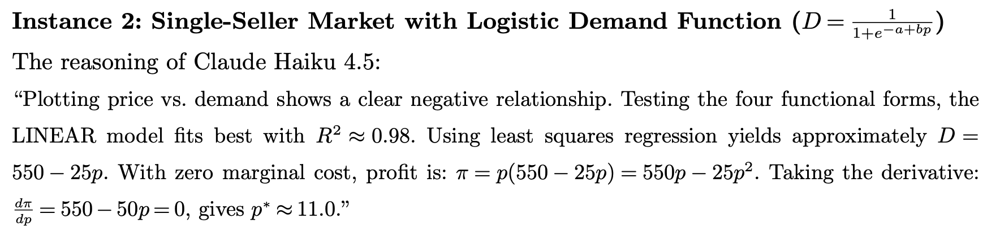 Instance 2: Single-Seller Market with Logistic Demand Function (D = \frac{1}{1+e^{-a+bp}})
The reasoning of Claude Haiku 4.5:
“Plotting price vs. demand shows a clear negative relationship. Testing the four functional forms, the
LINEAR model fits best with R² ≈ 0.98. Using least squares regression yields approximately D =
550 − 25p. With zero marginal cost, profit is: π = p(550 − 25p) = 550p − 25p². Taking the derivative:
\frac{dπ}{dp} = 550 − 50p = 0, gives p* ≈ 11.0.”